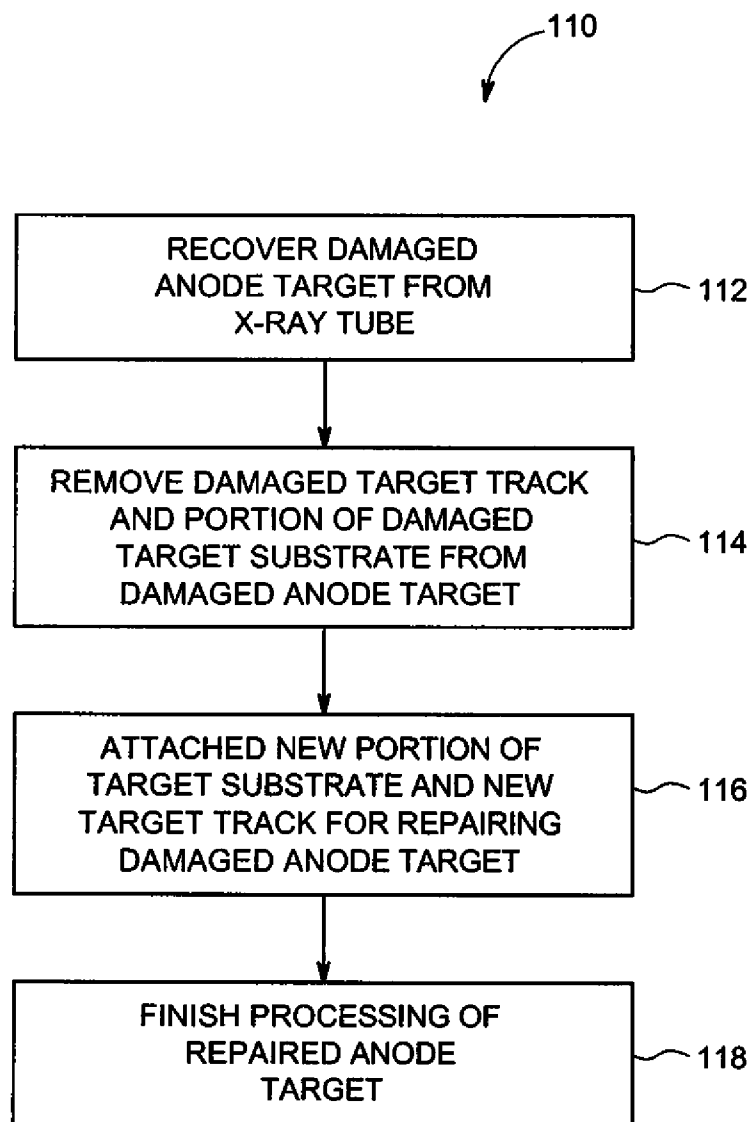 110
RECOVER DAMAGED
ANODE TARGET FROM
X-RAY TUBE
112
REMOVE DAMAGED TARGET TRACK
AND PORTION OF DAMAGED
TARGET SUBSTRATE FROM
DAMAGED ANODE TARGET
114
ATTACHED NEW PORTION OF
TARGET SUBSTRATE AND NEW
TARGET TRACK FOR REPAIRING
DAMAGED ANODE TARGET
116
FINISH PROCESSING OF
REPAIRED ANODE
TARGET
118